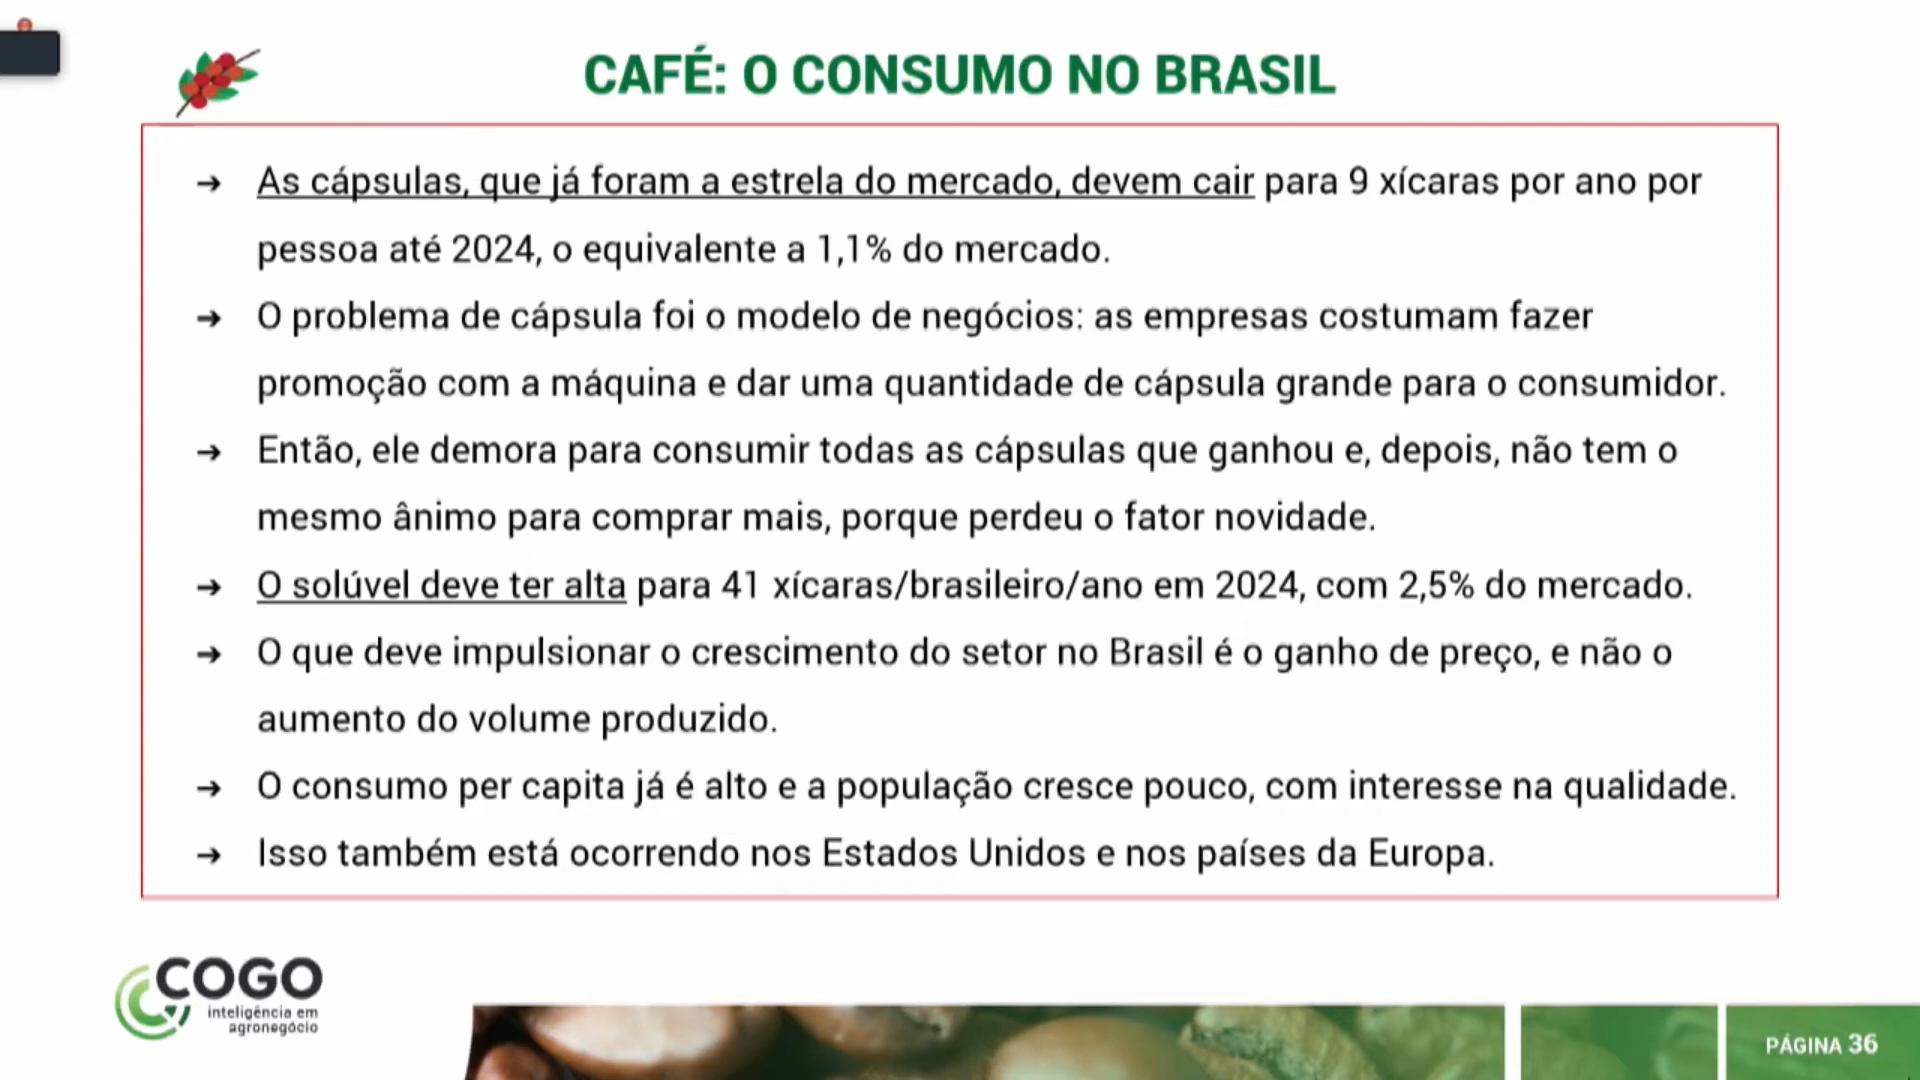 CAFÉ: O CONSUMO NO BRASIL
→ As cápsulas, que já foram a estrela do mercado, devem cair para 9 xícaras por ano por
pessoa até 2024, o equivalente a 1,1% do mercado.
→ O problema de cápsula foi o modelo de negócios: as empresas costumam fazer
promoção com a máquina e dar uma quantidade de cápsula grande para o consumidor.
→ Então, ele demora para consumir todas as cápsulas que ganhou e, depois, não tem o
mesmo ânimo para comprar mais, porque perdeu o fator novidade.
→ O solúvel deve ter alta para 41 xícaras/brasileiro/ano em 2024, com 2,5% do mercado.
→ O que deve impulsionar o crescimento do setor no Brasil é o ganho de preço, e não o
aumento do volume produzido.
→ O consumo per capita já é alto e a população cresce pouco, com interesse na qualidade.
→ Isso também está ocorrendo nos Estados Unidos e nos países da Europa.
COGO
inteligência em
agronegócio
PÁGINA 36